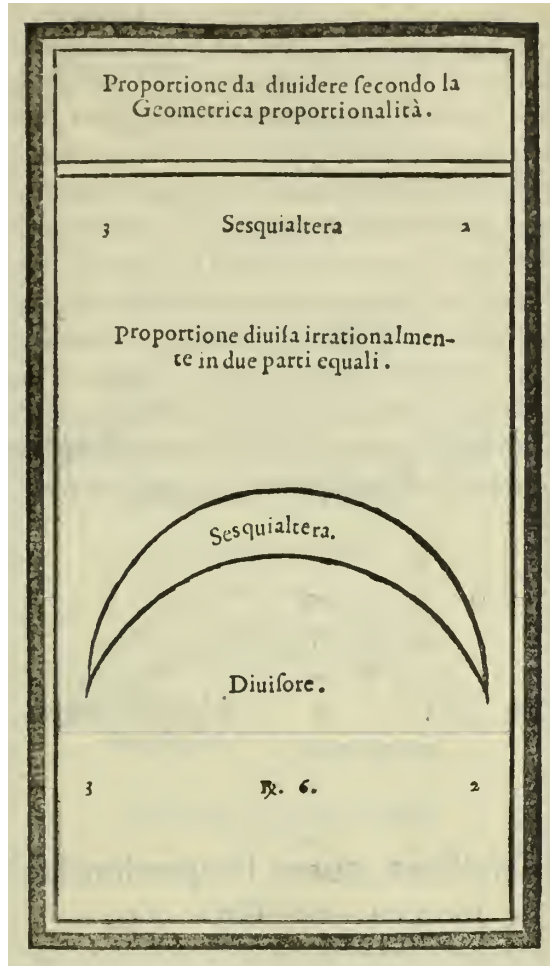 Proportione da diuidere ſecondo la
Geometrica proportionalità.
3 Sesquialtera 2
Proportione diuiſa irrationalmen-
te in due parti equali.
Sesquialtera.
Diuiſore.
3 ℞. 6. 2